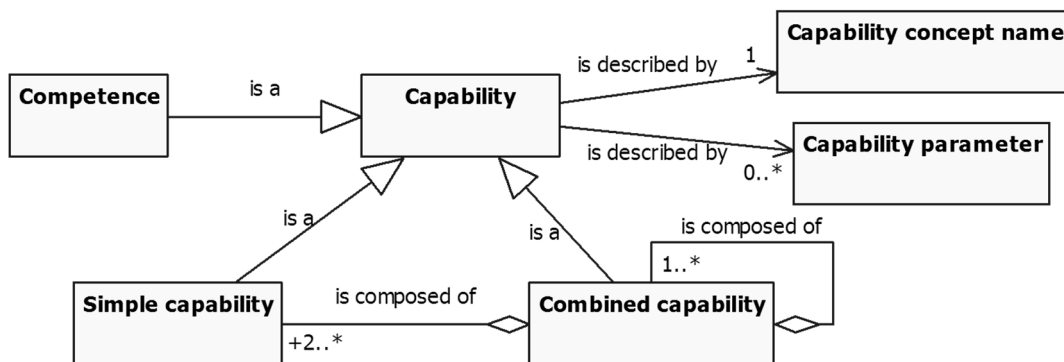 Capability concept name
is described by
1
is a
Competence
Capability
Capability parameter
is described by
0..*
is a
is a
is composed of
1..*
Simple capability
is composed of
Combined capability
+2..*